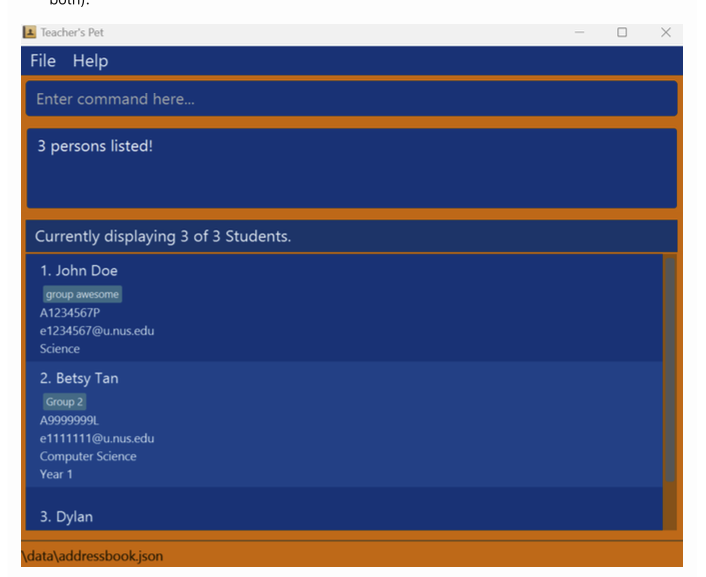 both).
Teacher's Pet
File Help
Enter command here...
3 persons listed!
Currently displaying 3 of 3 Students.
1. John Doe
group awesome
A1234567P
e1234567@u.nus.edu
Science
2. Betsy Tan
Group 2
A9999999L
e1111111@u.nus.edu
Computer Science
Year 1
3. Dylan
\data\addressbook.json